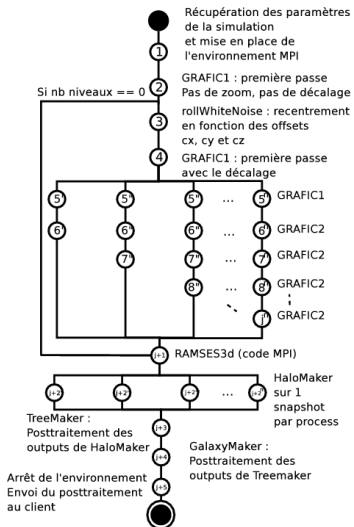 Récupération des paramètres
de la simulation
et mise en place de
l'environnement MPI
1
GRAFIC1 : première passe
Pas de zoom, pas de décalage
2
Si nb niveaux == 0
rollWhiteNoise : recentrement
en fonction des offsets
cx, cy et cz
3
4
GRAFIC1 : première passe
avec le décalage
5' 5" 5" ... 5" GRAFIC1
6' 6" 6" ... 6" GRAFIC2
7" 7" ... 7" GRAFIC2
8" ... 8" GRAFIC2
j" GRAFIC2
j+1 RAMSES3d (code MPI)
HaloMaker
sur 1
snapshot
par process
j+2' j+2" j+2" ... j+2"
TreeMaker :
Posttraitement des
outputs de HaloMaker
j+3
j+4
GalaxyMaker :
Posttraitement des
outputs de Treemaker
Arrêt de l'environnement
Envoi du posttraitement
au client
j+5